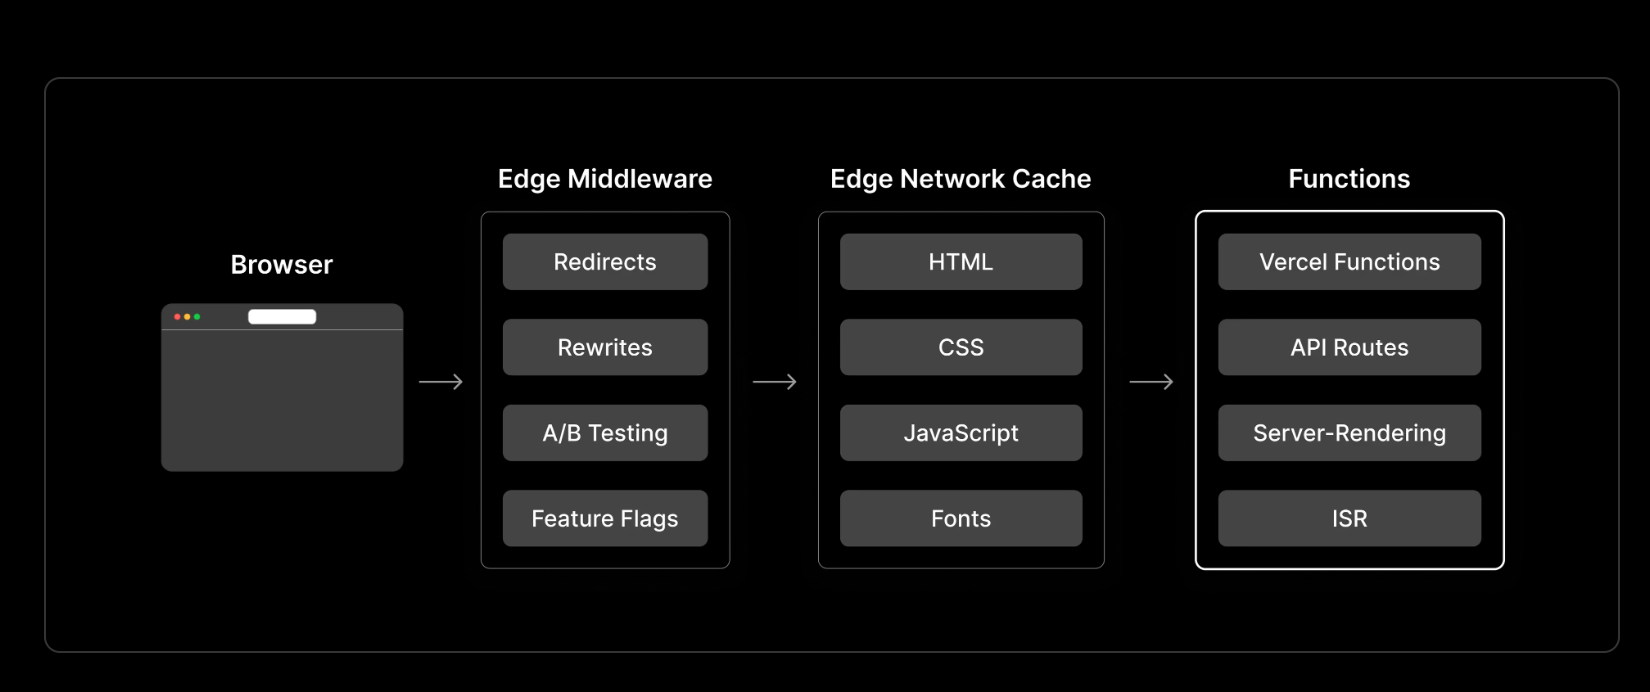 Browser
Edge Middleware
Redirects
Rewrites
A/B Testing
Feature Flags
Edge Network Cache
HTML
CSS
JavaScript
Fonts
Functions
Vercel Functions
API Routes
Server-Rendering
ISR